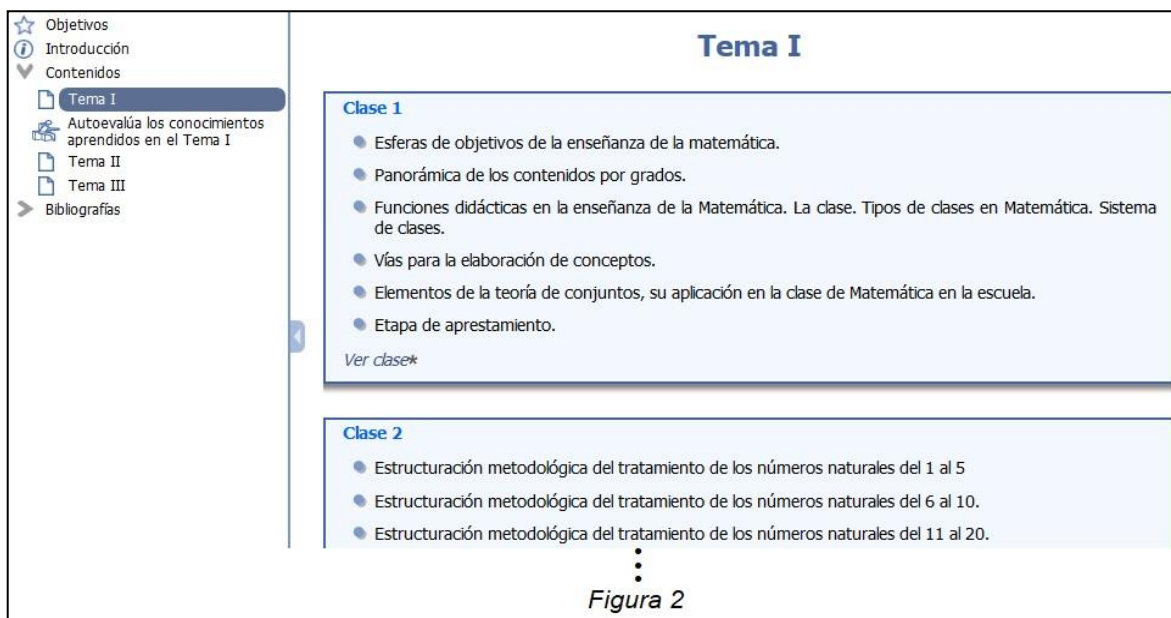 Objetivos
Introducción
Contenidos
Tema I
Autoevalúa los conocimientos
aprendidos en el Tema I
Tema II
Tema III
Bibliografías
Tema I
Clase 1
Esferas de objetivos de la enseñanza de la matemática.
Panorámica de los contenidos por grados.
Funciones didácticas en la enseñanza de la Matemática. La clase. Tipos de clases en Matemática. Sistema
de clases.
Vías para la elaboración de conceptos.
Elementos de la teoría de conjuntos, su aplicación en la clase de Matemática en la escuela.
Etapa de aprestamiento.
Ver clase*
Clase 2
Estructuración metodológica del tratamiento de los números naturales del 1 al 5
Estructuración metodológica del tratamiento de los números naturales del 6 al 10.
Estructuración metodológica del tratamiento de los números naturales del 11 al 20.
Figura 2